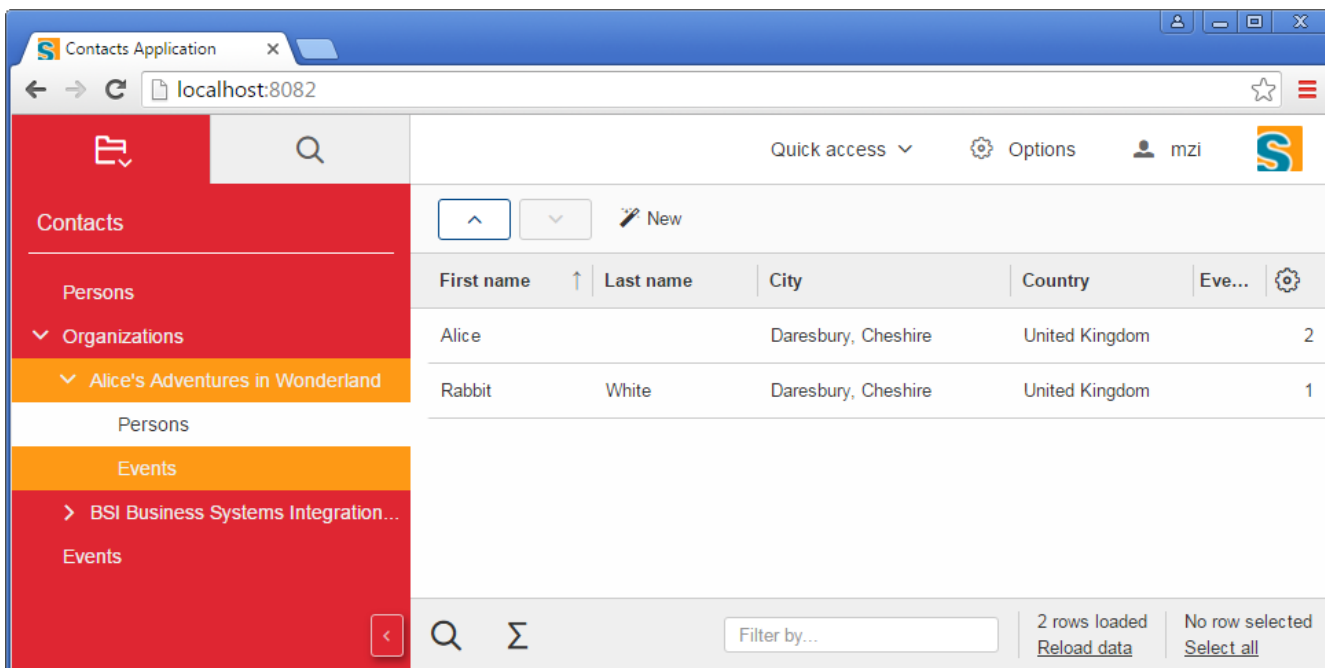 Contacts Application
localhost:8082
Quick access Options mzi
Contacts
Persons
Organizations
Alice's Adventures in Wonderland
Persons
Events
BSI Business Systems Integration...
Events
New
First name Last name City Country Eve...
Alice Daresbury, Cheshire United Kingdom 2
Rabbit White Daresbury, Cheshire United Kingdom 1
Filter by...
2 rows loaded
Reload data
No row selected
Select all